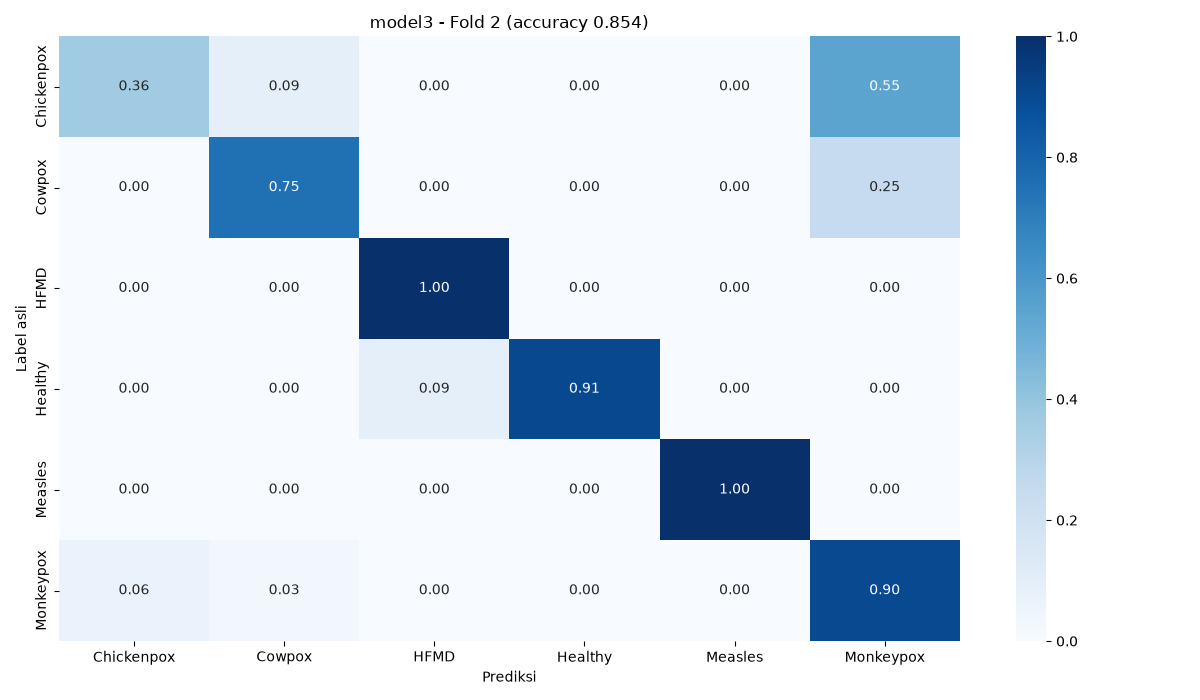 model3 - Fold 2 (accuracy 0.854)
Label asli
Chickenpox 0.36 0.09 0.00 0.00 0.00 0.55
Cowpox 0.00 0.75 0.00 0.00 0.00 0.25
HFMD 0.00 0.00 1.00 0.00 0.00 0.00
Healthy 0.00 0.00 0.09 0.91 0.00 0.00
Measles 0.00 0.00 0.00 0.00 1.00 0.00
Monkeypox 0.06 0.03 0.00 0.00 0.00 0.90
Chickenpox Cowpox HFMD Healthy Measles Monkeypox
Prediksi
1.0
0.8
0.6
0.4
0.2
0.0